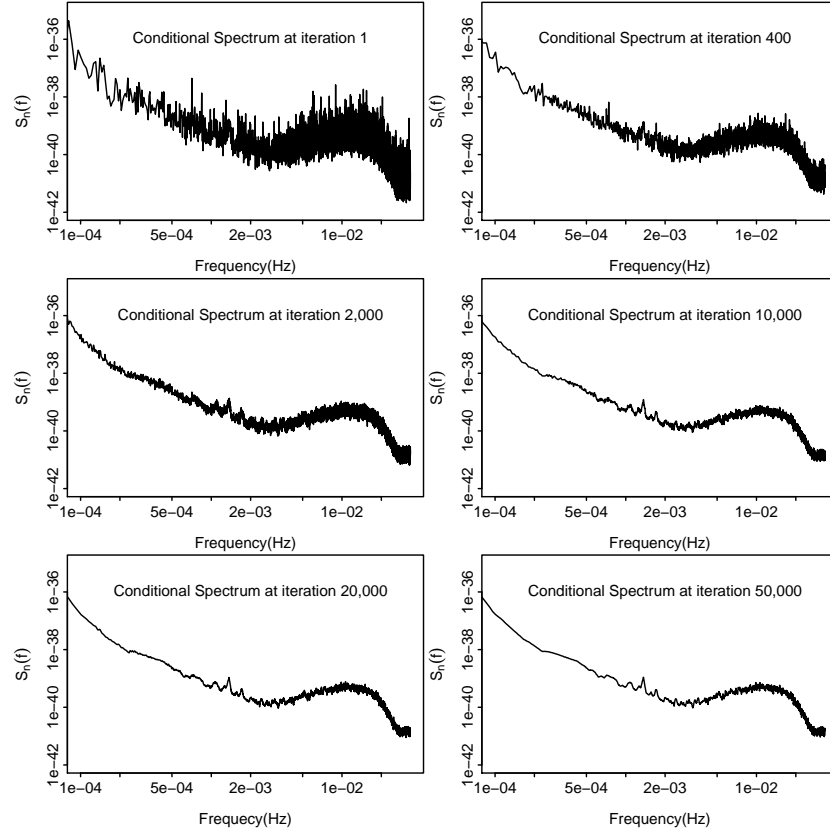 Conditional Spectrum at iteration 1
S_n(f)
1e−36
1e−38
1e−40
1e−42
1e−04 5e−04 2e−03 1e−02
Frequency(Hz)
Conditional Spectrum at iteration 400
S_n(f)
1e−36
1e−38
1e−40
1e−42
1e−04 5e−04 2e−03 1e−02
Frequency(Hz)
Conditional Spectrum at iteration 2,000
S_n(f)
1e−36
1e−38
1e−40
1e−42
1e−04 5e−04 2e−03 1e−02
Frequency(Hz)
Conditional Spectrum at iteration 10,000
S_n(f)
1e−36
1e−38
1e−40
1e−42
1e−04 5e−04 2e−03 1e−02
Frequency(Hz)
Conditional Spectrum at iteration 20,000
S_n(f)
1e−36
1e−38
1e−40
1e−42
1e−04 5e−04 2e−03 1e−02
Frequecy(Hz)
Conditional Spectrum at iteration 50,000
S_n(f)
1e−36
1e−38
1e−40
1e−42
1e−04 5e−04 2e−03 1e−02
Frequency(Hz)